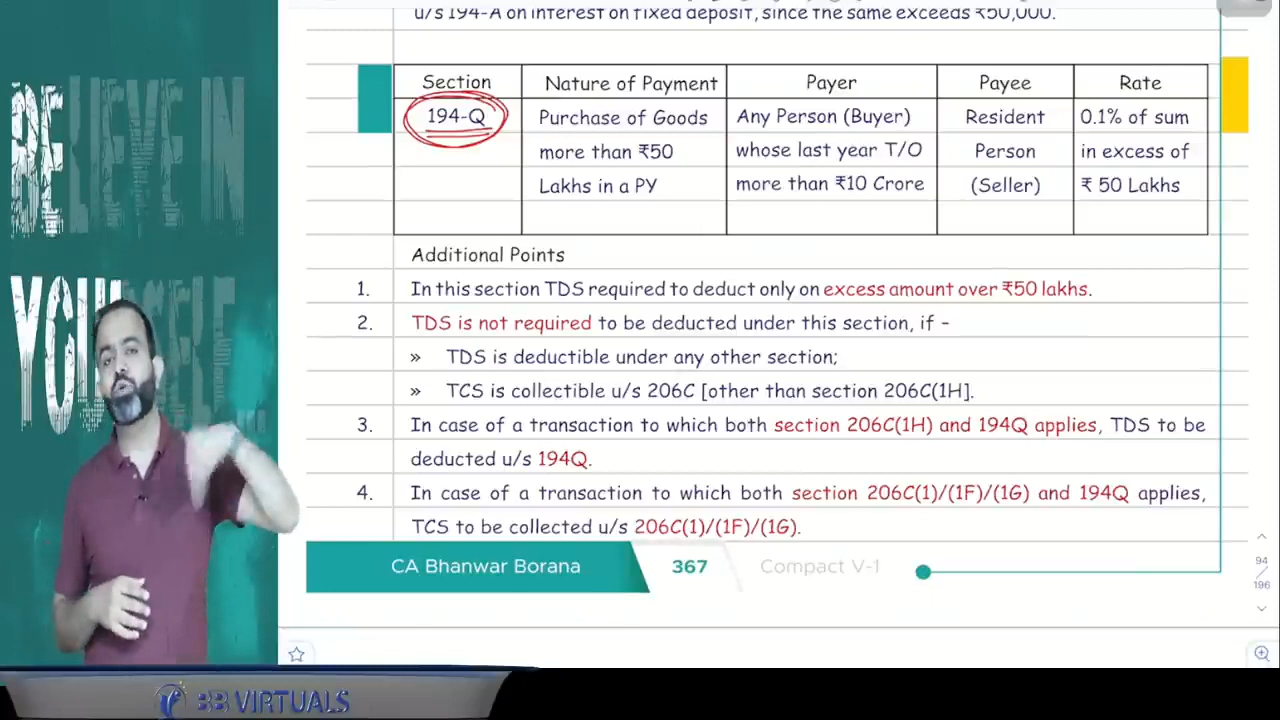 u/s 194-A on interest on fixed deposit, since the same exceeds ₹50,000.
Section Nature of Payment Payer Payee Rate
194-Q Purchase of Goods Any Person (Buyer) Resident 0.1% of sum
more than ₹50 whose last year T/O Person in excess of
Lakhs in a PY more than ₹10 Crore (Seller) ₹ 50 Lakhs
Additional Points
1. In this section TDS required to deduct only on excess amount over ₹50 lakhs.
2. TDS is not required to be deducted under this section, if –
» TDS is deductible under any other section;
» TCS is collectible u/s 206C [other than section 206C(1H].
3. In case of a transaction to which both section 206C(1H) and 194Q applies, TDS to be
deducted u/s 194Q.
4. In case of a transaction to which both section 206C(1)/(1F)/(1G) and 194Q applies,
TCS to be collected u/s 206C(1)/(1F)/(1G).
CA Bhanwar Borana 367 Compact V-1
94
/
196
BELIEVE IN
BB VIRTUALS